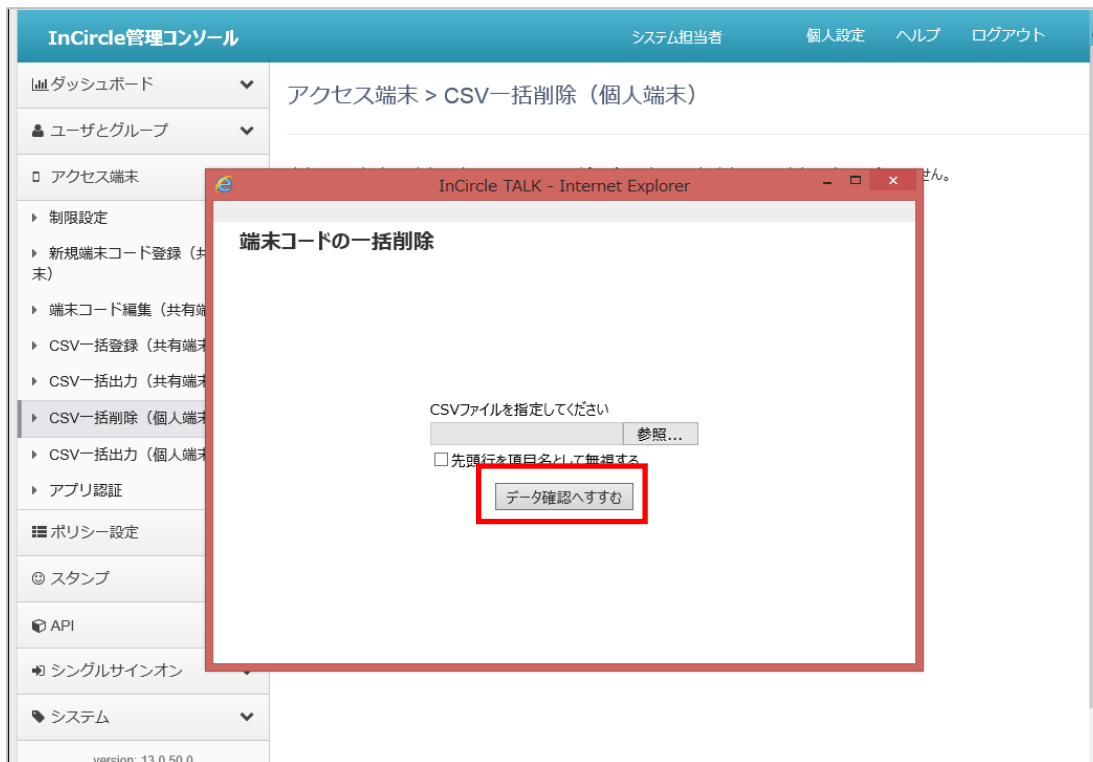 InCircle管理コンソール
システム担当者 個人設定 ヘルプ ログアウト
ダッシュボード
ユーザとグループ
アクセス端末
制限設定
新規端末コード登録（共
末）
端末コード編集（共有端
CSV一括登録（共有端末
CSV一括出力（共有端末
CSV一括削除（個人端末
CSV一括出力（個人端末
アプリ認証
ポリシー設定
スタンプ
API
シングルサインオン
システム
version: 13.0.50.0
アクセス端末 > CSV一括削除（個人端末）
せん。
InCircle TALK - Internet Explorer
端末コードの一括削除
CSVファイルを指定してください
参照...
先頭行を項目名として無視する
データ確認へすすむ